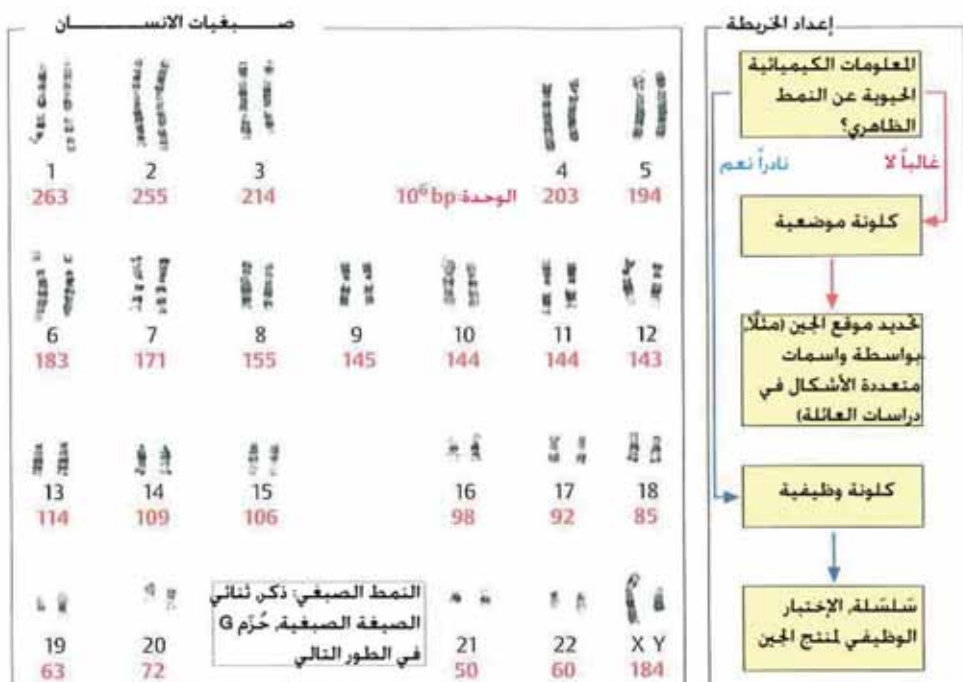 صـــبغيات الانســـان
1 2 3 4 5
263 255 214 الوحدة: 10⁶ bp 203 194
6 7 8 9 10 11 12
183 171 155 145 144 144 143
13 14 15 16 17 18
114 109 106 98 92 85
النمط الصبغي: ذكر، ثنائي
الصيغة الصبغية، حُزَم G
في الطور التالي
19 20 21 22 X Y
63 72 50 60 184
إعداد الخريطة
المعلومات الكيميائية
الحيوية عن النمط
الظاهري؟
غالباً لا
نادراً نعم
كلونة موضعية
تحديد موقع الجين (مثلًا،
بواسطة واسمات
متعددة الأشكال في
دراسات العائلة)
كلونة وظيفية
سَلسَلة، الإختبار
الوظيفي لمنتج الجين